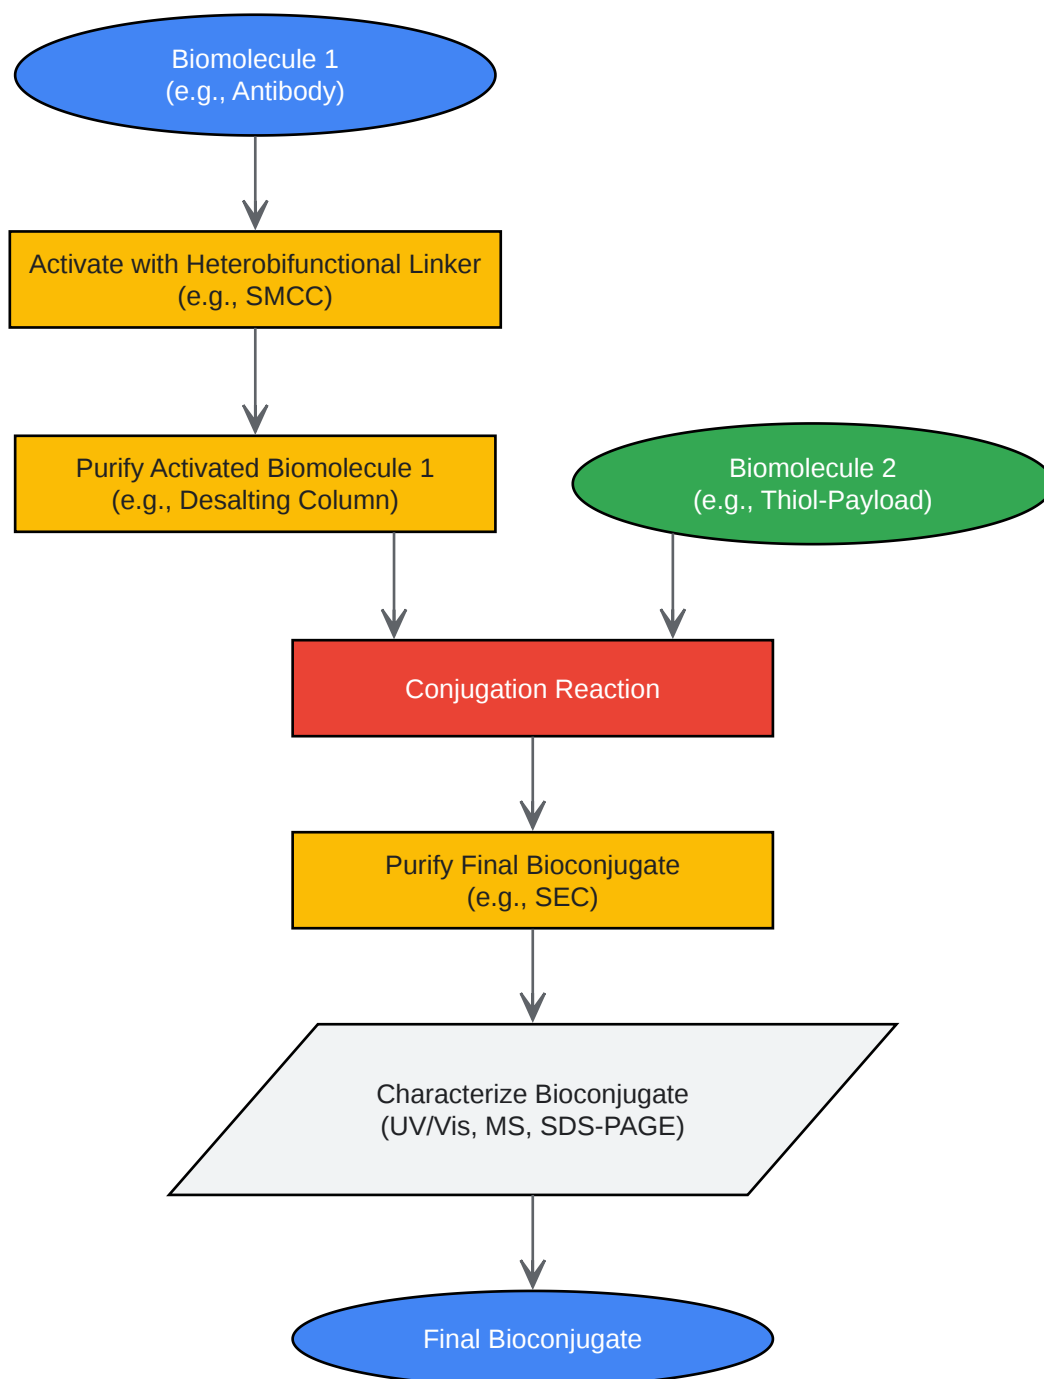 Biomolecule 1
(e.g., Antibody)
Activate with Heterobifunctional Linker
(e.g., SMCC)
Purify Activated Biomolecule 1
(e.g., Desalting Column)
Biomolecule 2
(e.g., Thiol-Payload)
Conjugation Reaction
Purify Final Bioconjugate
(e.g., SEC)
Characterize Bioconjugate
(UV/Vis, MS, SDS-PAGE)
Final Bioconjugate